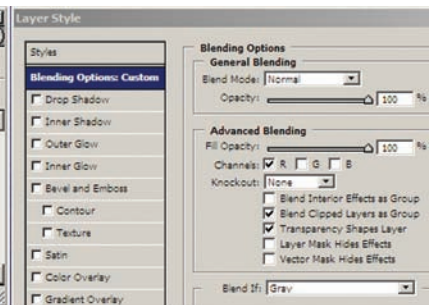 Layer Style
Styles
Blending Options: Custom
Drop Shadow
Inner Shadow
Outer Glow
Inner Glow
Bevel and Emboss
Contour
Texture
Satin
Color Overlay
Gradient Overlay
Blending Options
General Blending
Blend Mode: Normal
Opacity: 100 %
Advanced Blending
Fill Opacity: 100 %
Channels: R G B
Knockout: None
Blend Interior Effects as Group
Blend Clipped Layers as Group
Transparency Shapes Layer
Layer Mask Hides Effects
Vector Mask Hides Effects
Blend If: Gray